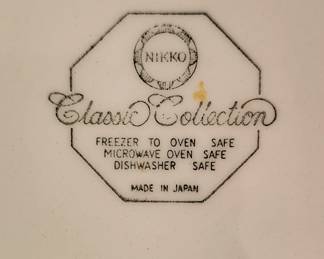 NIKKO
Classic Collection
FREEZER TO OVEN SAFE
MICROWAVE OVEN SAFE
DISHWASHER SAFE
MADE IN JAPAN